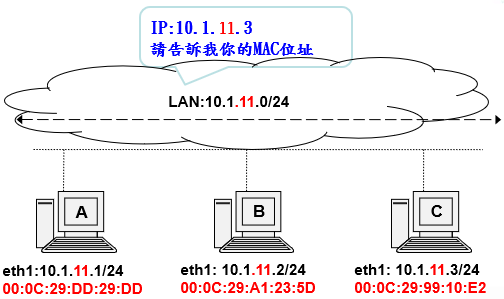 IP:10.1.11.3
請告訴我你的MAC位址
LAN:10.1.11.0/24
A
B
C
eth1:10.1.11.1/24
00:0C:29:DD:29:DD
eth1: 10.1.11.2/24
00:0C:29:A1:23:5D
eth1: 10.1.11.3/24
00:0C:29:99:10:E2